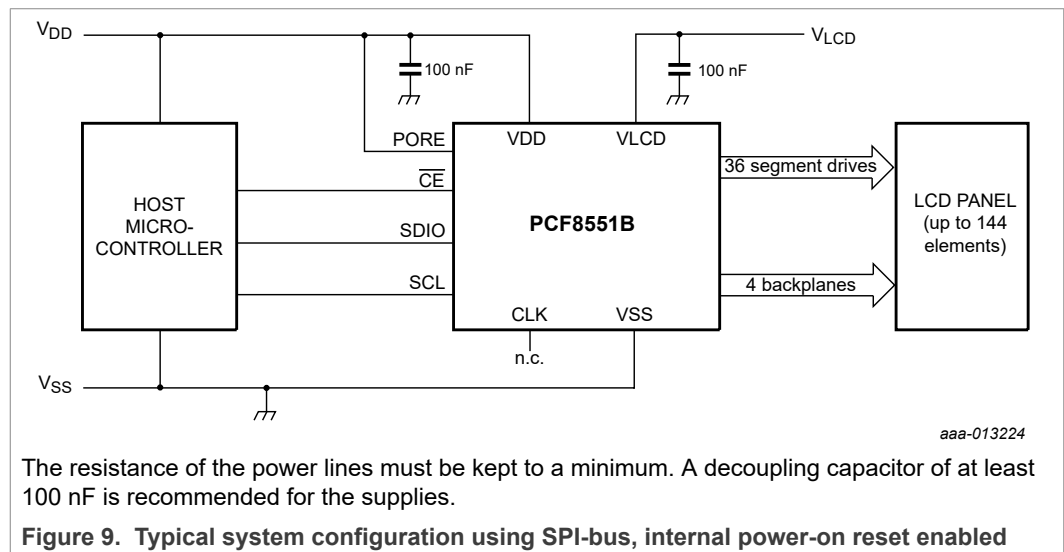 VDD
VLCD
100 nF
100 nF
PORE
VDD
VLCD
CE
SDIO
SCL
HOST
MICRO-
CONTROLLER
PCF8551B
36 segment drives
4 backplanes
LCD PANEL
(up to 144
elements)
CLK
VSS
n.c.
VSS
aaa-013224
The resistance of the power lines must be kept to a minimum. A decoupling capacitor of at least
100 nF is recommended for the supplies.
Figure 9. Typical system configuration using SPI-bus, internal power-on reset enabled